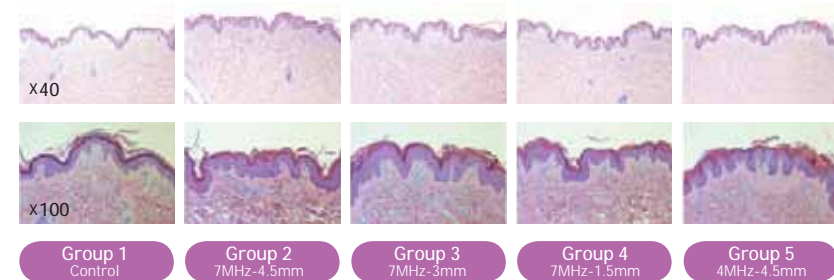 X40
X100
Group 1
Control
Group 2
7MHz-4.5mm
Group 3
7MHz-3mm
Group 4
7MHz-1.5mm
Group 5
4MHz-4.5mm